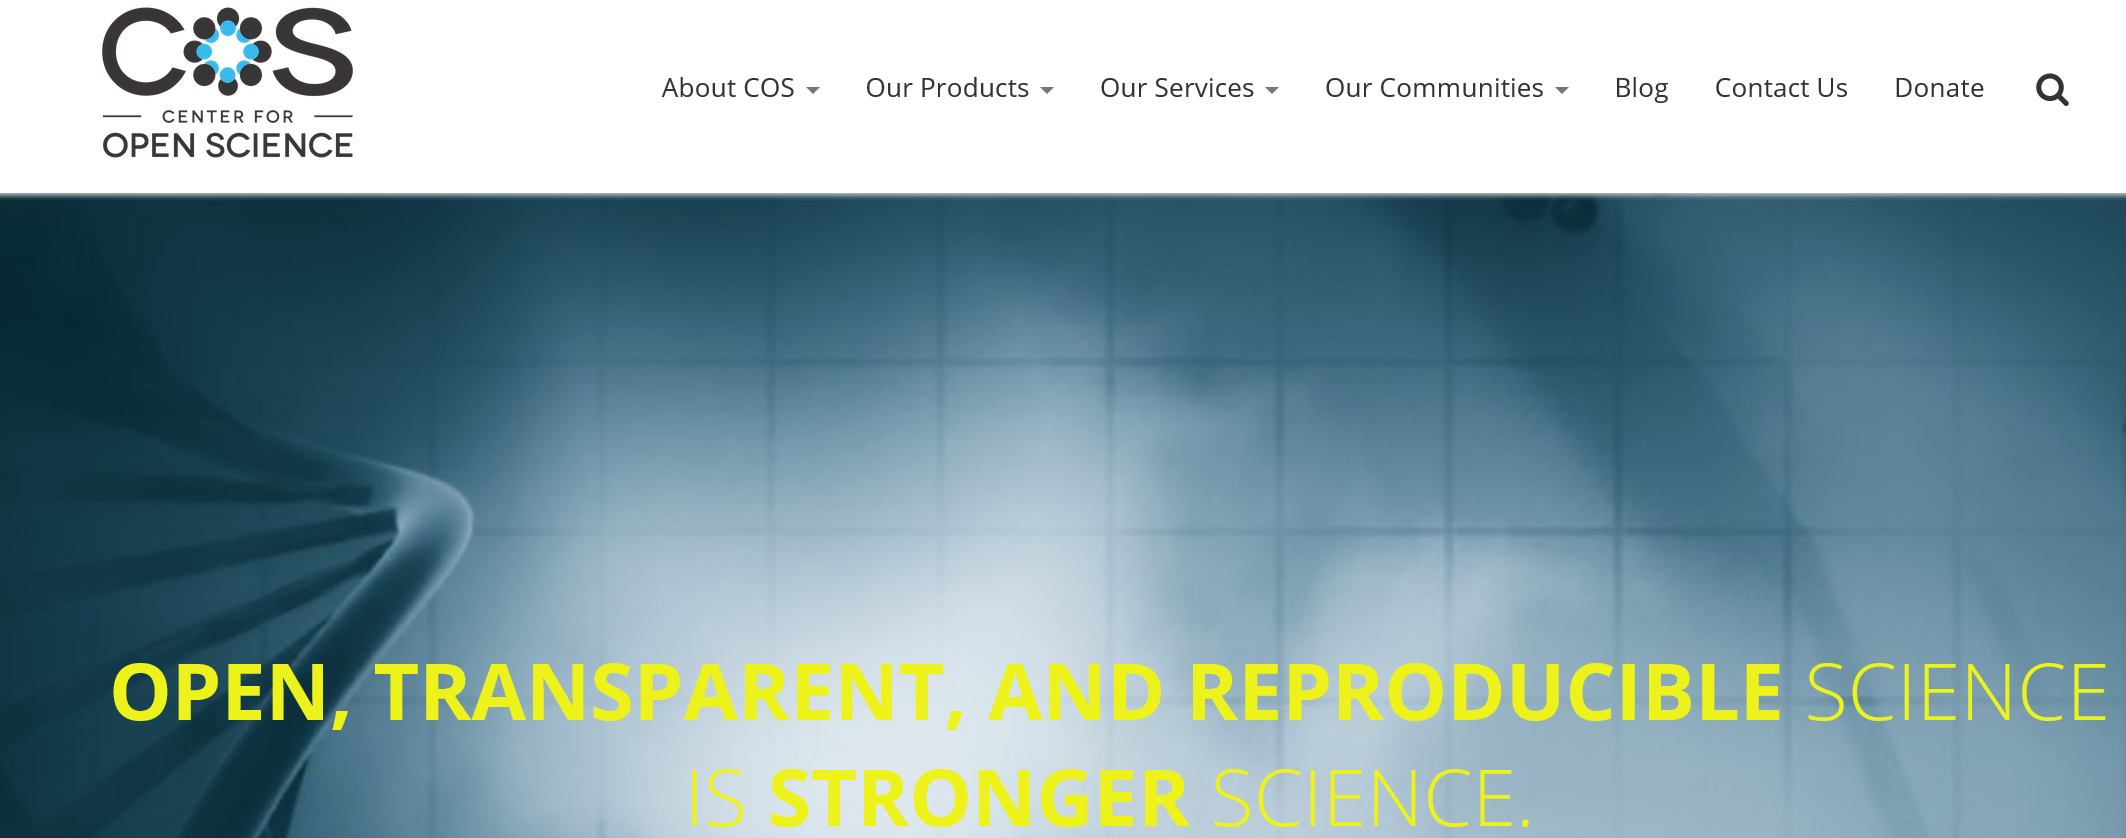 COS
CENTER FOR
OPEN SCIENCE
About COS Our Products Our Services Our Communities Blog Contact Us Donate
OPEN, TRANSPARENT, AND REPRODUCIBLE SCIENCE
IS STRONGER SCIENCE.